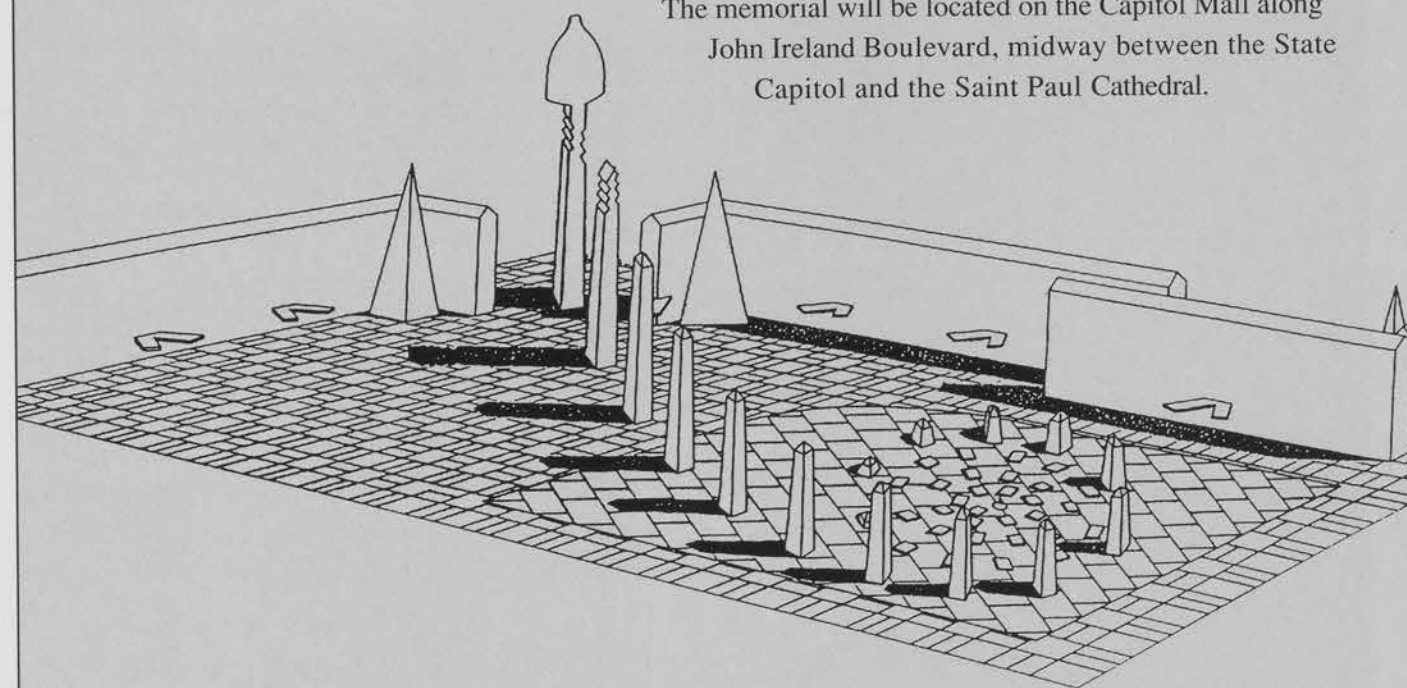 The memorial will be located on the Capitol Mall along
John Ireland Boulevard, midway between the State
Capitol and the Saint Paul Cathedral.